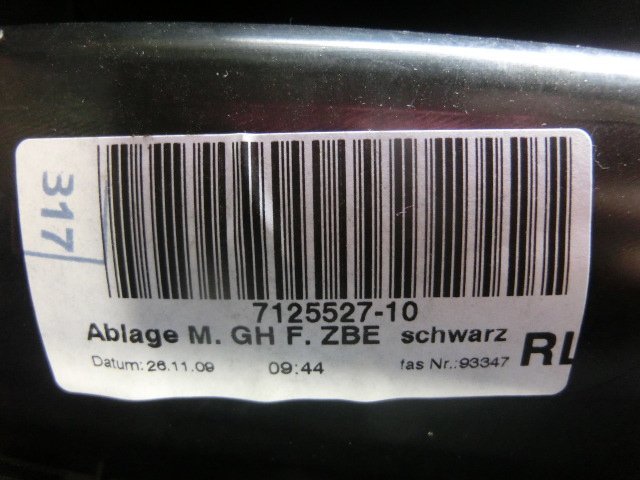 317
7125527-10
Ablage M. GH F. ZBE schwarz
RL
Datum: 26.11.09 09:44 fas Nr.: 93347